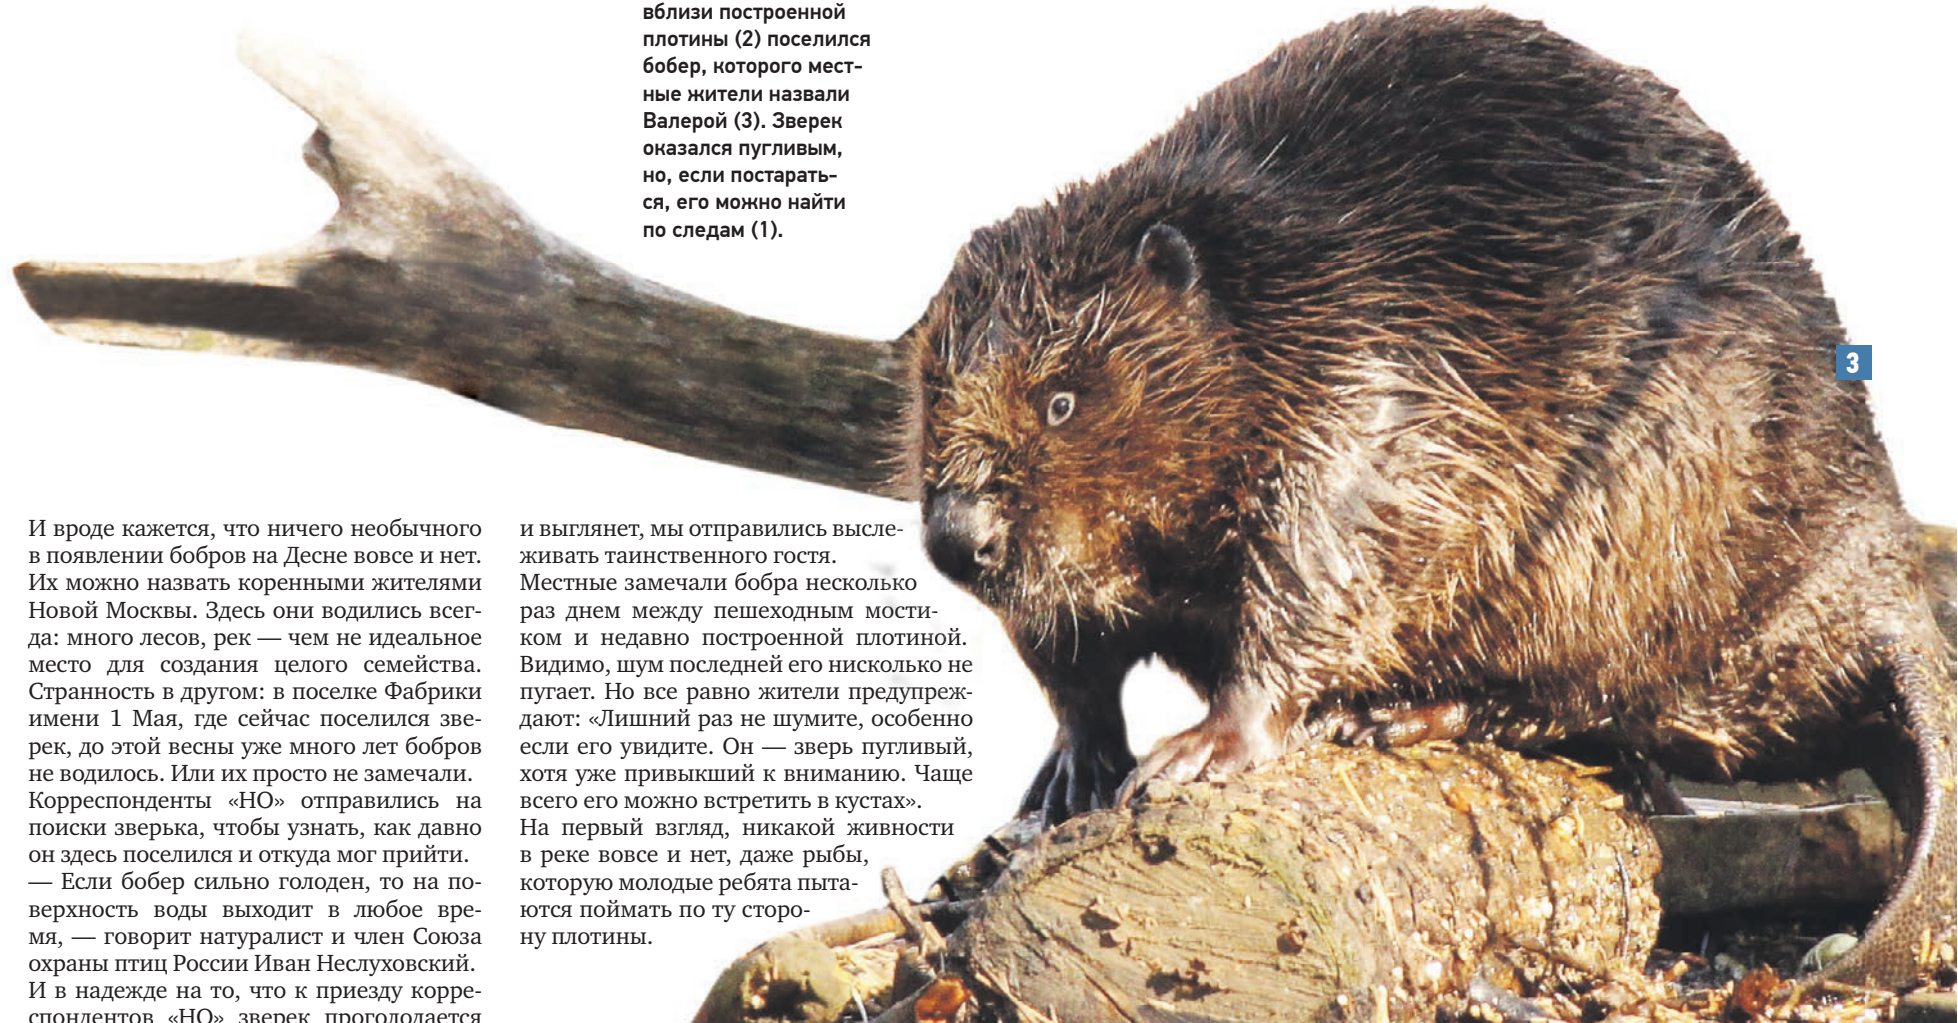 вблизи построенной
плотины (2) поселился
бобер, которого мест-
ные жители назвали
Валерой (3). Зверек
оказался пугливым,
но, если постарать-
ся, его можно найти
по следам (1).
3
И вроде кажется, что ничего необычного
в появлении бобров на Десне вовсе и нет.
Их можно назвать коренными жителями
Новой Москвы. Здесь они водились всег-
да: много лесов, рек — чем не идеальное
место для создания целого семейства.
Странность в другом: в поселке Фабрики
имени 1 Мая, где сейчас поселился зве-
рек, до этой весны уже много лет бобров
не водилось. Или их просто не замечали.
Корреспонденты «НО» отправились на
поиски зверька, чтобы узнать, как давно
он здесь поселился и откуда мог прийти.
— Если бобер сильно голоден, то на по-
верхность воды выходит в любое вре-
мя, — говорит натуралист и член Союза
охраны птиц России Иван Неслуховский.
И в надежде на то, что к приезду корре-
спондентов «НО» зверек проголодается
и выглянет, мы отправились высле-
живать таинственного гостя.
Местные замечали бобра несколько
раз днем между пешеходным мости-
ком и недавно построенной плотиной.
Видимо, шум последней его нисколько не
пугает. Но все равно жители предупреж-
дают: «Лишний раз не шумите, особенно
если его увидите. Он — зверь пугливый,
хотя уже привыкший к вниманию. Чаще
всего его можно встретить в кустах».
На первый взгляд, никакой живности
в реке вовсе и нет, даже рыбы,
которую молодые ребята пыта-
ются поймать по ту сторо-
ну плотины.